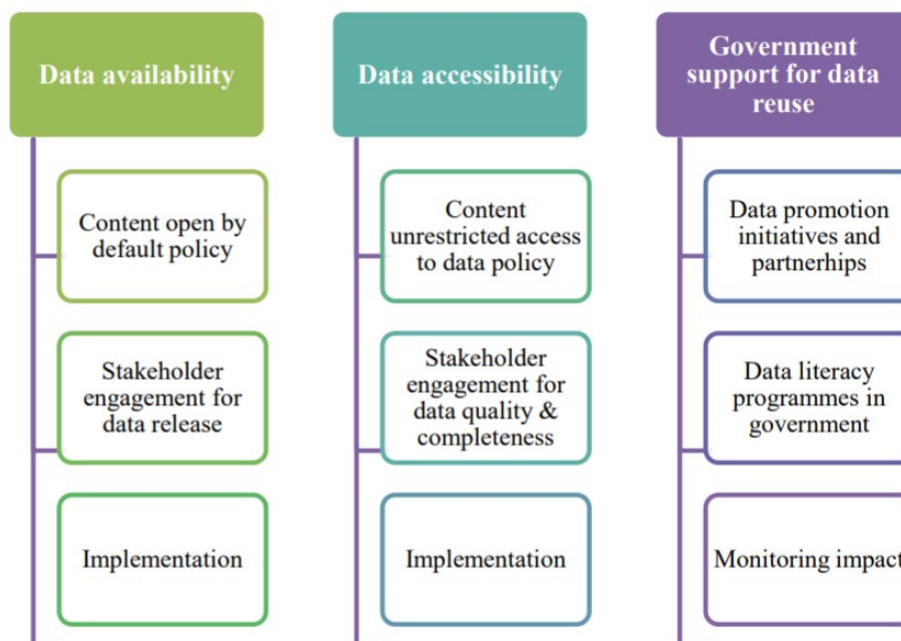 Data availability
Content open by
default policy
Stakeholder
engagement for
data release
Implementation
Data accessibility
Content
unrestricted access
to data policy
Stakeholder
engagement for
data quality &
completeness
Implementation
Government
support for data
reuse
Data promotion
initiatives and
partnerhips
Data literacy
programmes in
government
Monitoring impact